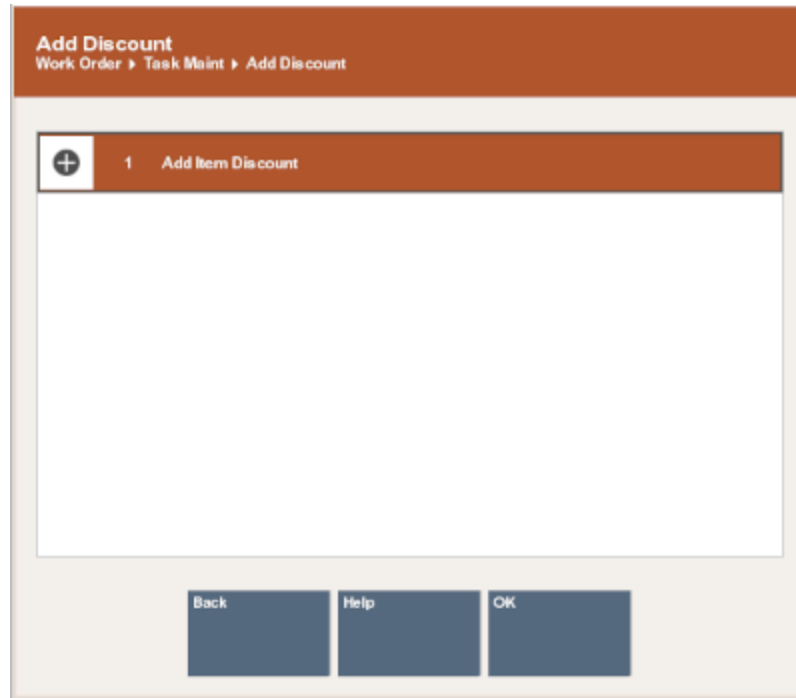 Add Discount
Work Order ▸ Task Maint ▸ Add Discount
1 Add Item Discount
Back Help OK